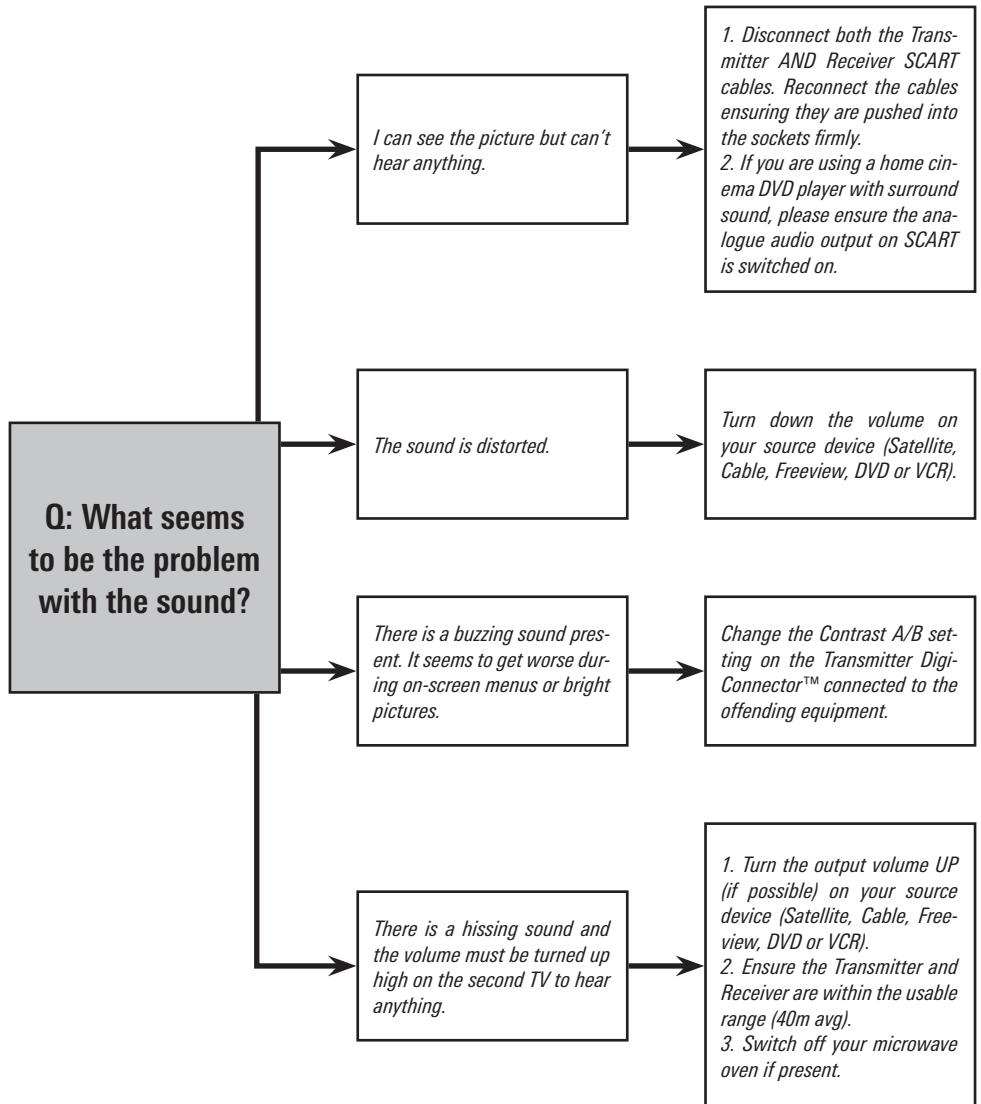 Q: What seems
to be the problem
with the sound?
I can see the picture but can't
hear anything.
1. Disconnect both the Trans-
mitter AND Receiver SCART
cables. Reconnect the cables
ensuring they are pushed into
the sockets firmly.
2. If you are using a home cin-
ema DVD player with surround
sound, please ensure the ana-
logue audio output on SCART
is switched on.
The sound is distorted.
Turn down the volume on
your source device (Satellite,
Cable, Freeview, DVD or VCR).
There is a buzzing sound pres-
ent. It seems to get worse dur-
ing on-screen menus or bright
pictures.
Change the Contrast A/B set-
ting on the Transmitter Digi-
Connector™ connected to the
offending equipment.
There is a hissing sound and
the volume must be turned up
high on the second TV to hear
anything.
1. Turn the output volume UP
(if possible) on your source
device (Satellite, Cable, Free-
view, DVD or VCR).
2. Ensure the Transmitter and
Receiver are within the usable
range (40m avg).
3. Switch off your microwave
oven if present.